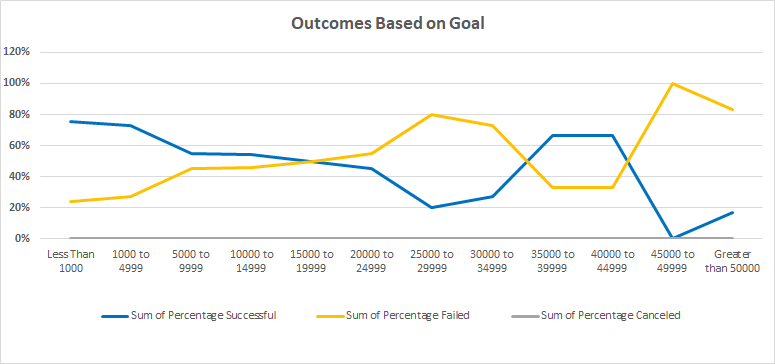 Outcomes Based on Goal
120%
100%
80%
60%
40%
20%
0%
Less Than
1000
1000 to
4999
5000 to
9999
10000 to
14999
15000 to
19999
20000 to
24999
25000 to
29999
30000 to
34999
35000 to
39999
40000 to
44999
45000 to
49999
Greater
than 50000
Sum of Percentage Successful
Sum of Percentage Failed
Sum of Percentage Canceled